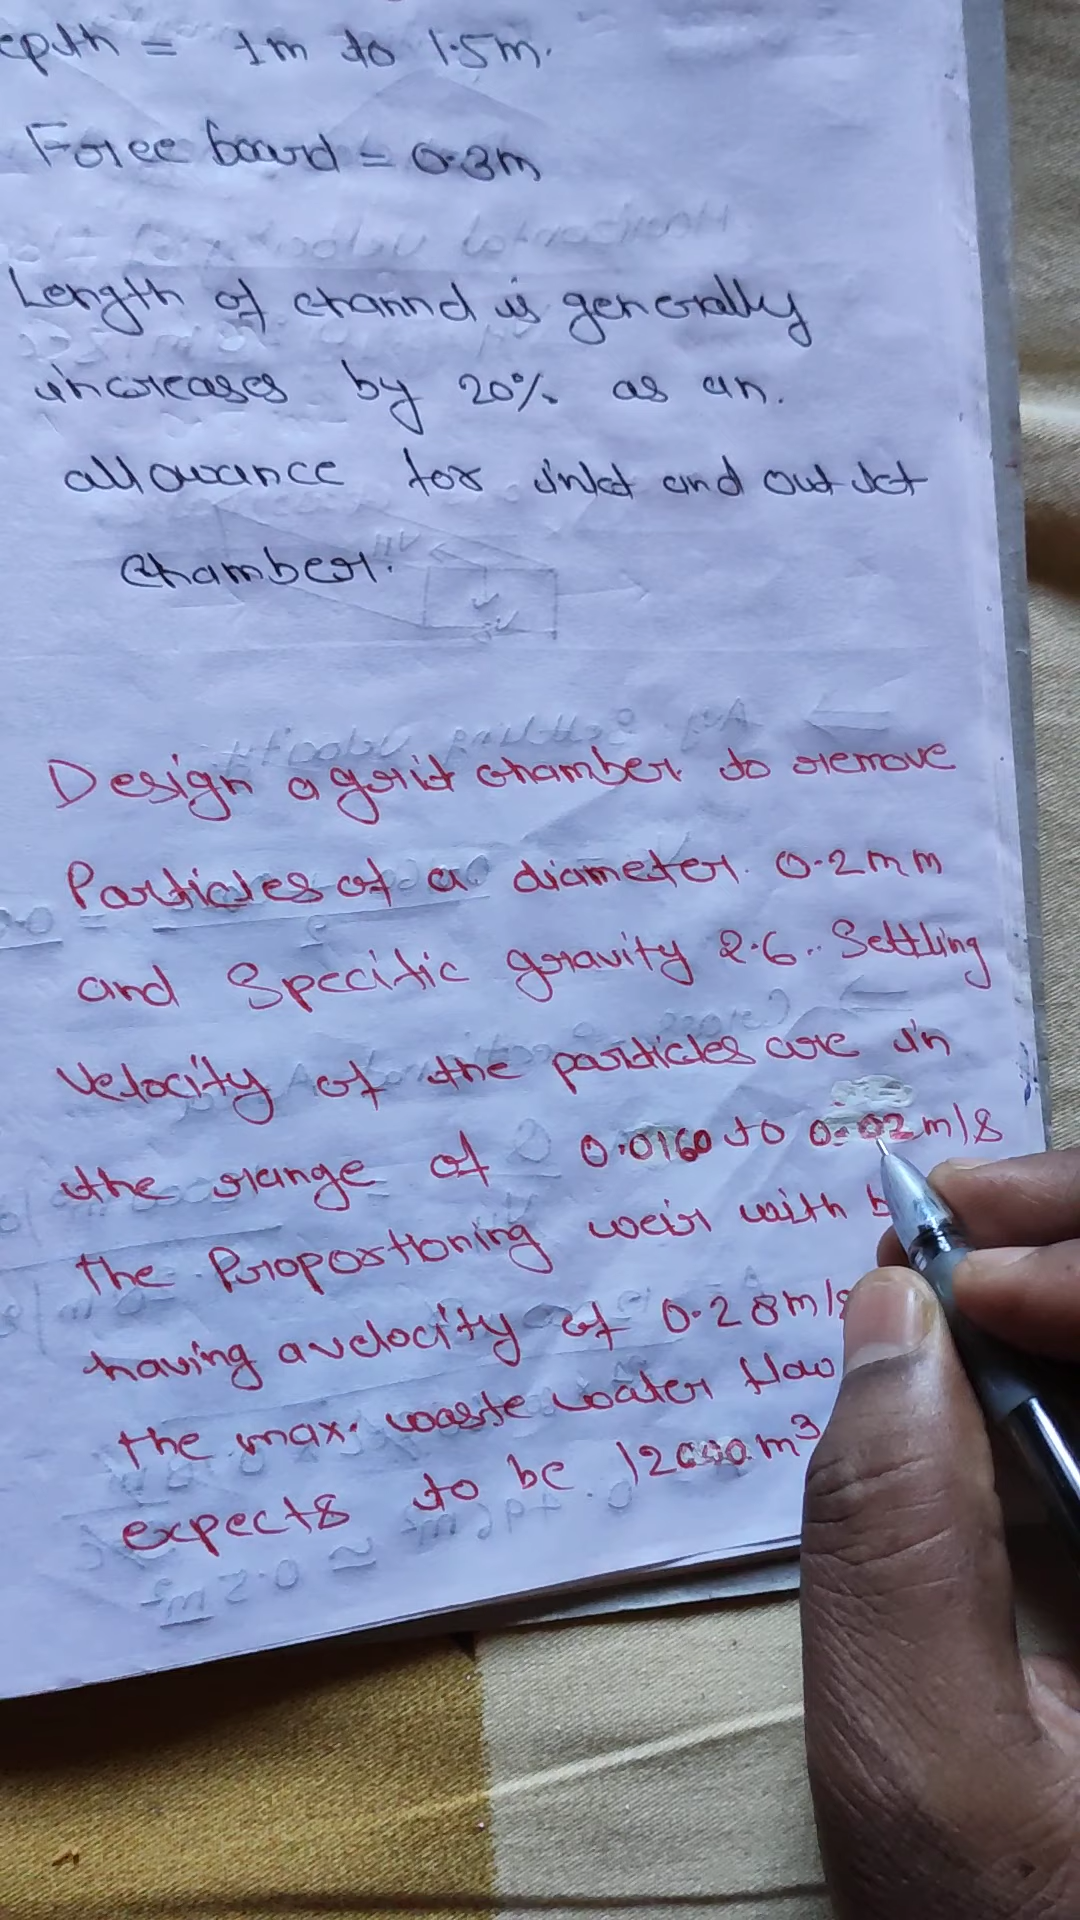 epth = 1m to 1.5m.
Free board = 0.3m
Length of channel is generally
increases by 20% as an.
allowance for inlet and outlet
chamber.
Design a grit chamber to remove
Particles of a diameter. 0.2mm
and Specific gravity 2.6. Settling
Velocity of the particles are in
the range of 0.0160 to 0.02m/s
the Proportioning weir with b
having a velocity of 0.28m/s
the max. waste water flow
expects to be 12000m³